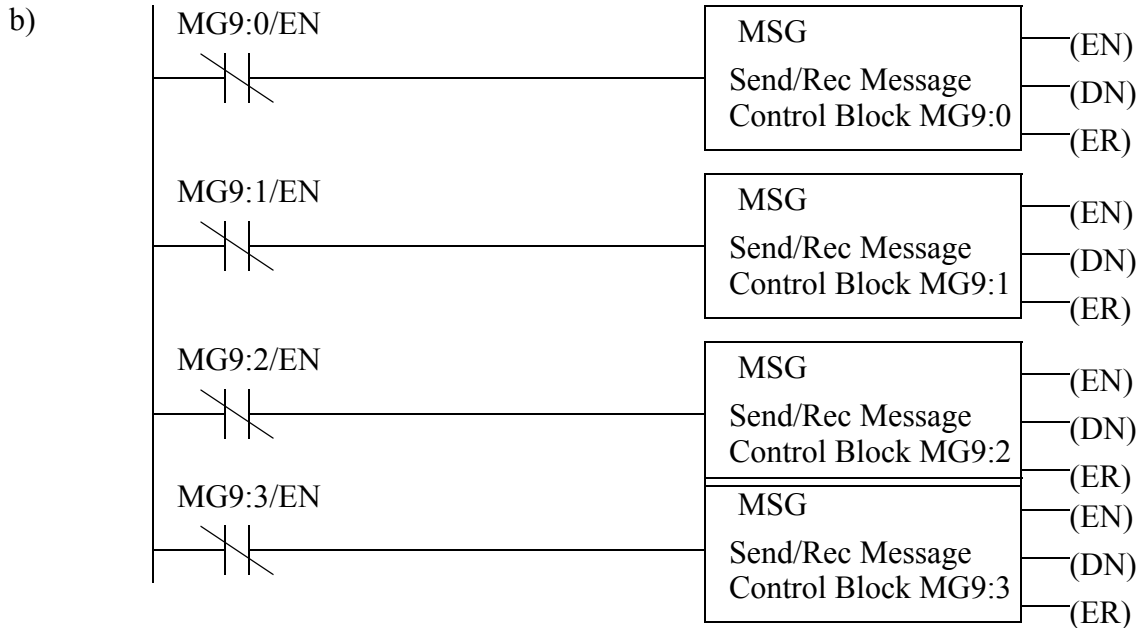 b)
MG9:0/EN
MSG
Send/Rec Message
Control Block MG9:0
(EN)
(DN)
(ER)
MG9:1/EN
MSG
Send/Rec Message
Control Block MG9:1
(EN)
(DN)
(ER)
MG9:2/EN
MSG
Send/Rec Message
Control Block MG9:2
(EN)
(DN)
(ER)
MG9:3/EN
MSG
Send/Rec Message
Control Block MG9:3
(EN)
(DN)
(ER)